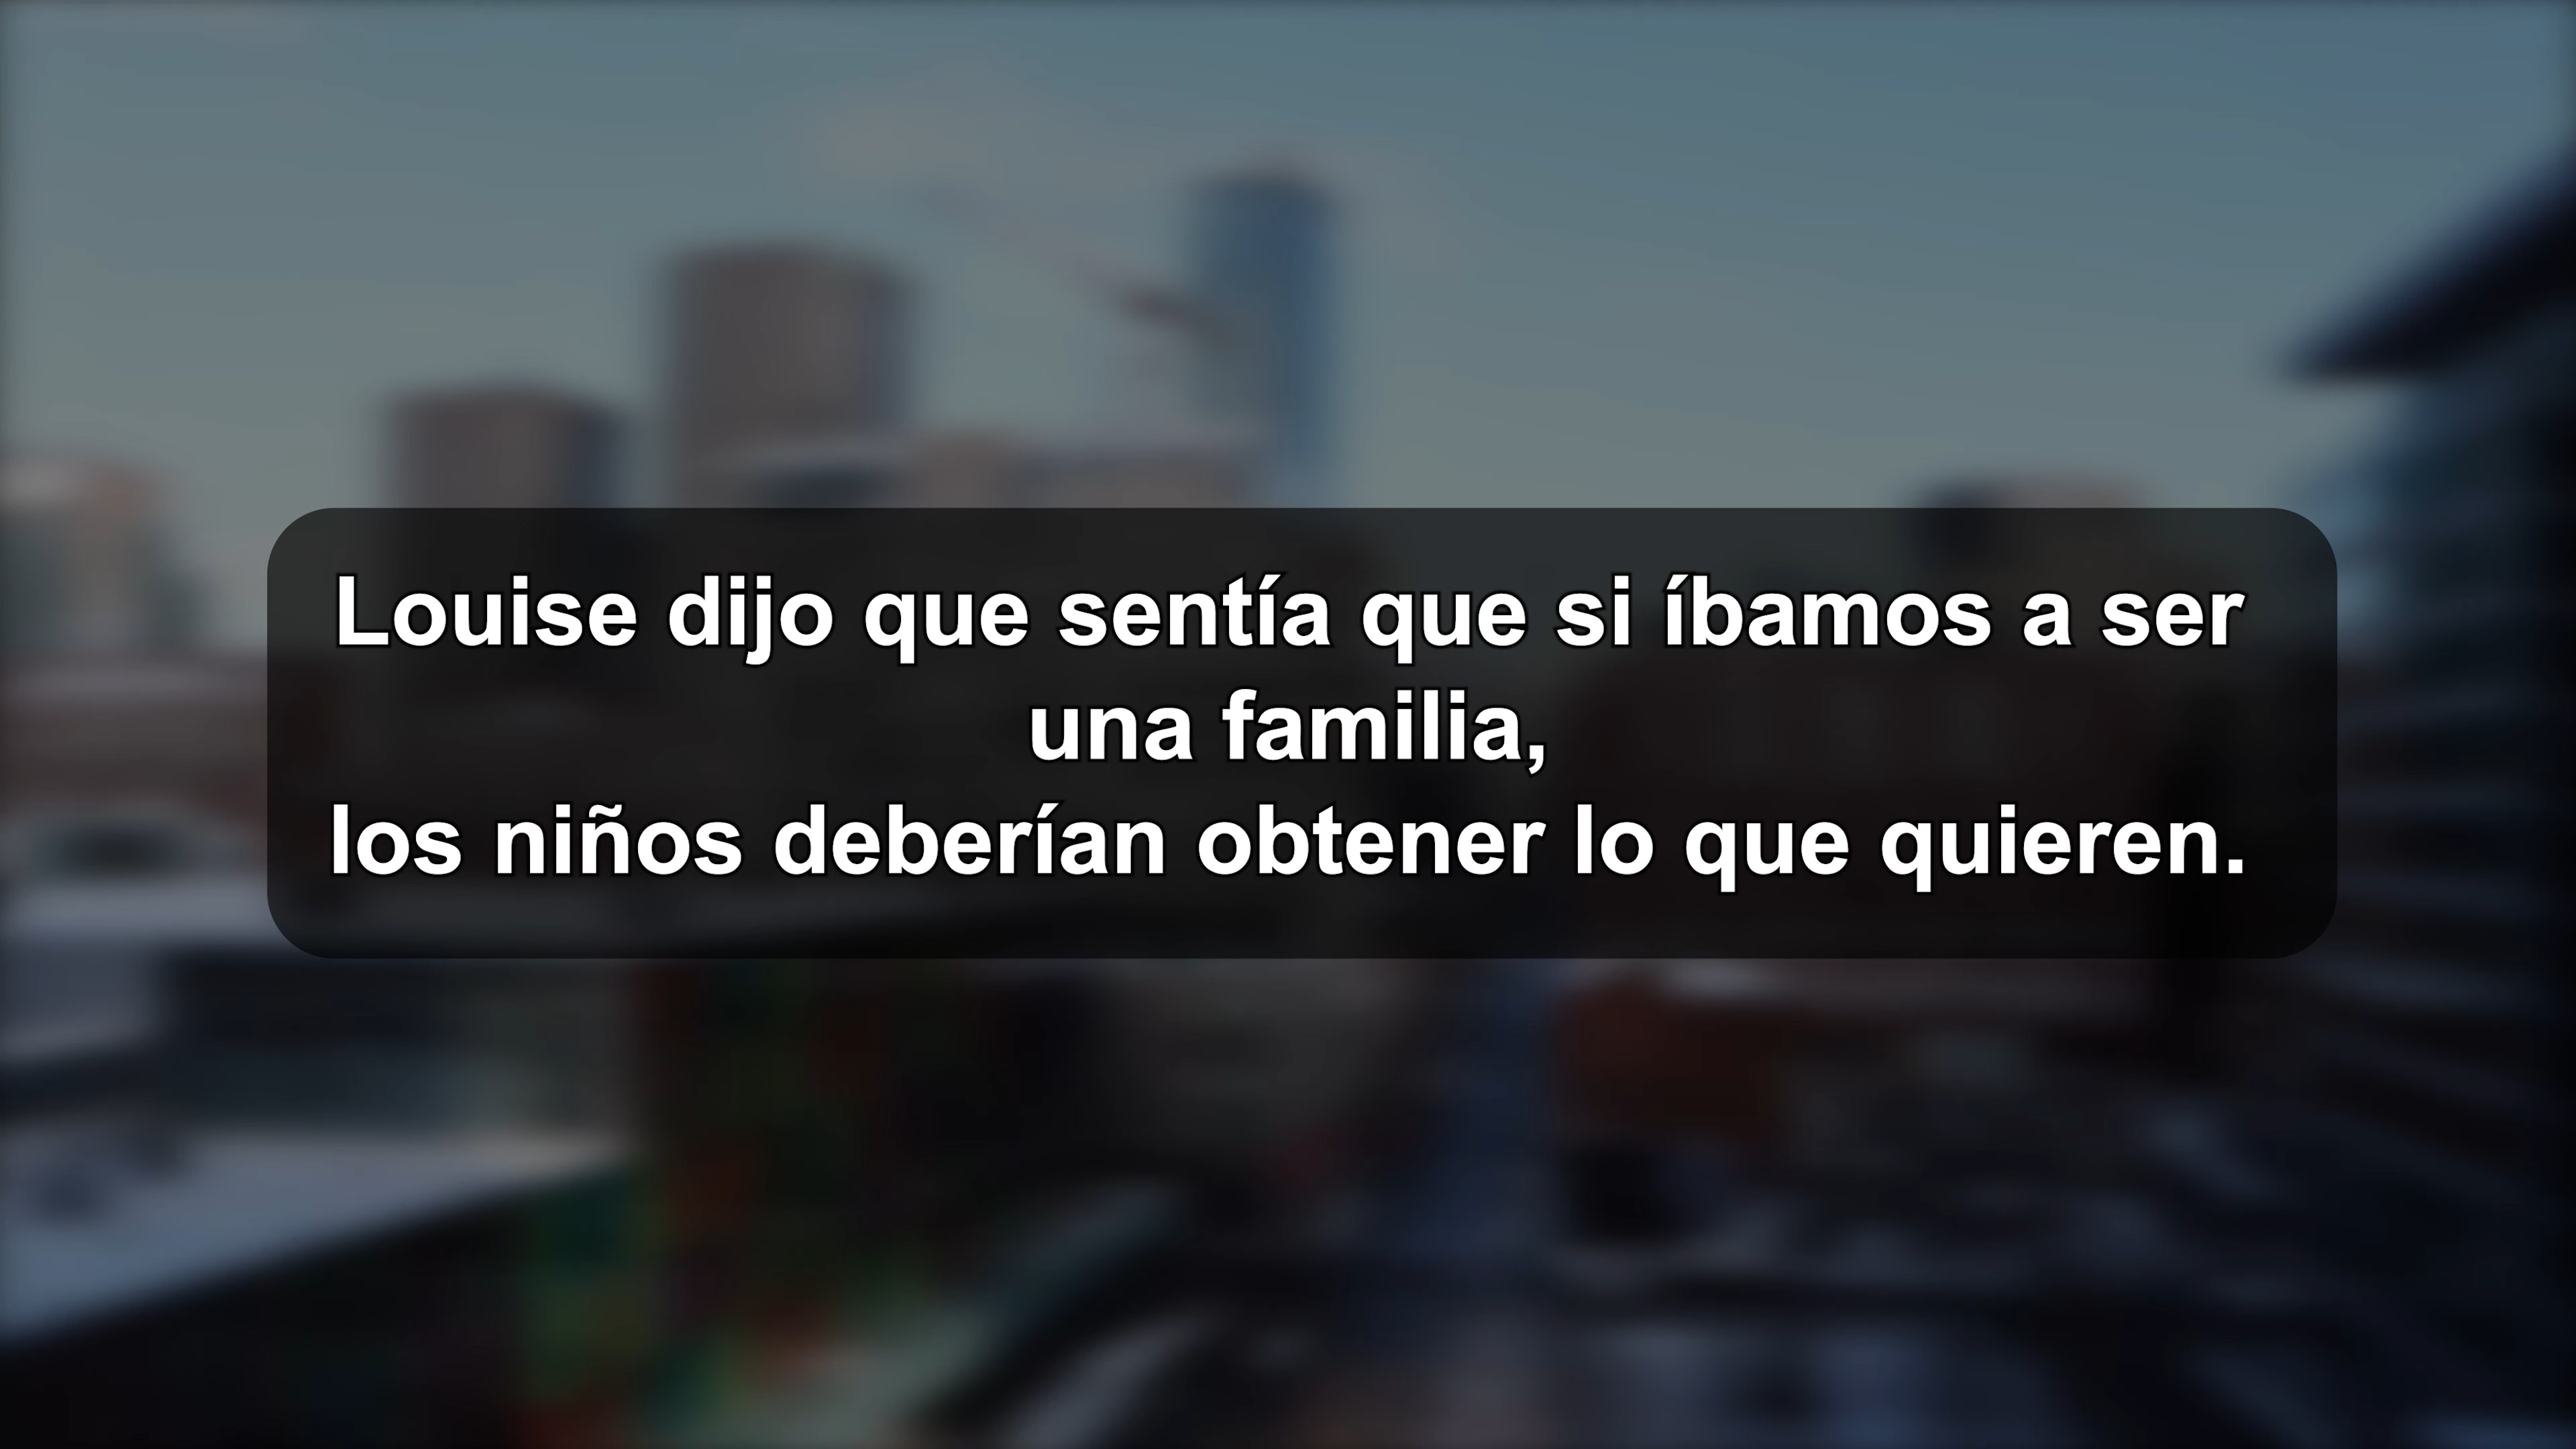 Louise dijo que sentía que si íbamos a ser
una familia,
los niños deberían obtener lo que quieren.